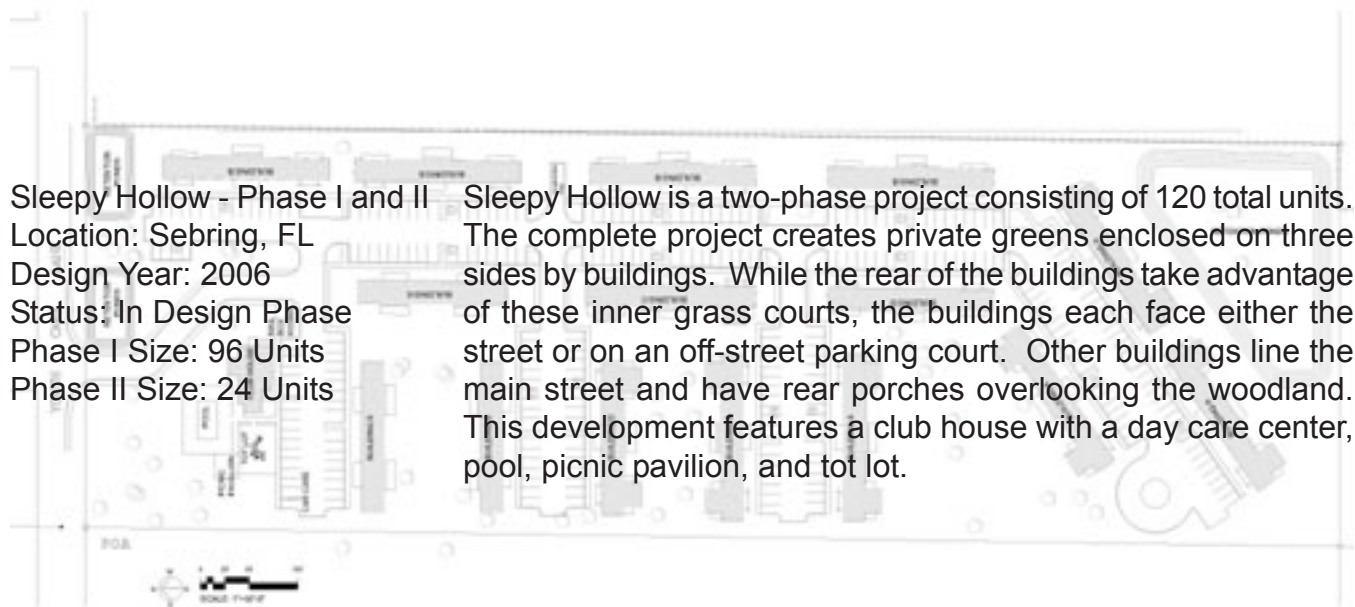 Sleepy Hollow - Phase I and II
Location: Sebring, FL
Design Year: 2006
Status: In Design Phase
Phase I Size: 96 Units
Phase II Size: 24 Units
Sleepy Hollow is a two-phase project consisting of 120 total units.
The complete project creates private greens enclosed on three
sides by buildings. While the rear of the buildings take advantage
of these inner grass courts, the buildings each face either the
street or on an off-street parking court. Other buildings line the
main street and have rear porches overlooking the woodland.
This development features a club house with a day care center,
pool, picnic pavilion, and tot lot.
POOL